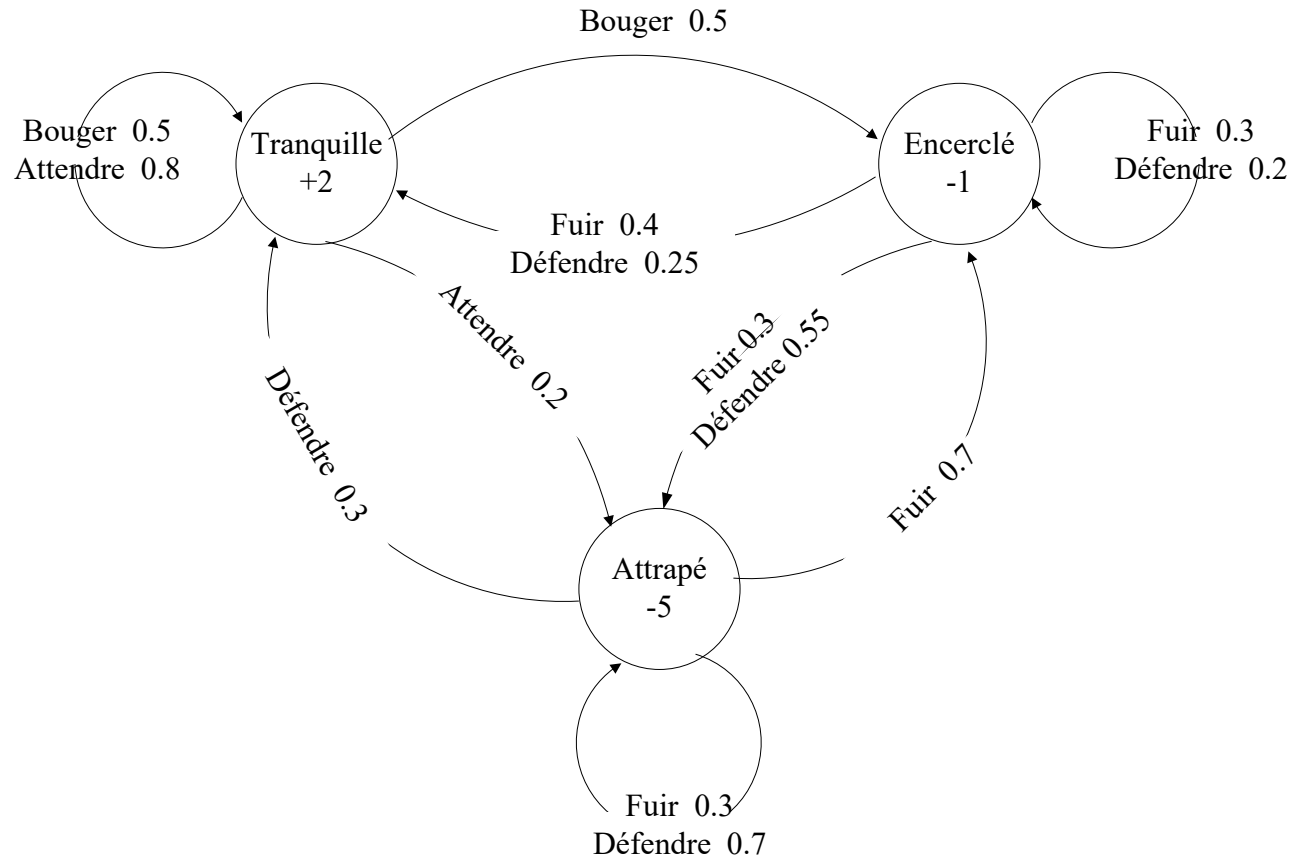 Bouger 0.5
Bouger 0.5
Attendre 0.8
Tranquille
+2
Encerclé
-1
Fuir 0.3
Défendre 0.2
Fuir 0.4
Défendre 0.25
Attendre 0.2
Fuir 0.3
Défendre 0.55
Défendre 0.3
Fuir 0.7
Attrapé
-5
Fuir 0.3
Défendre 0.7